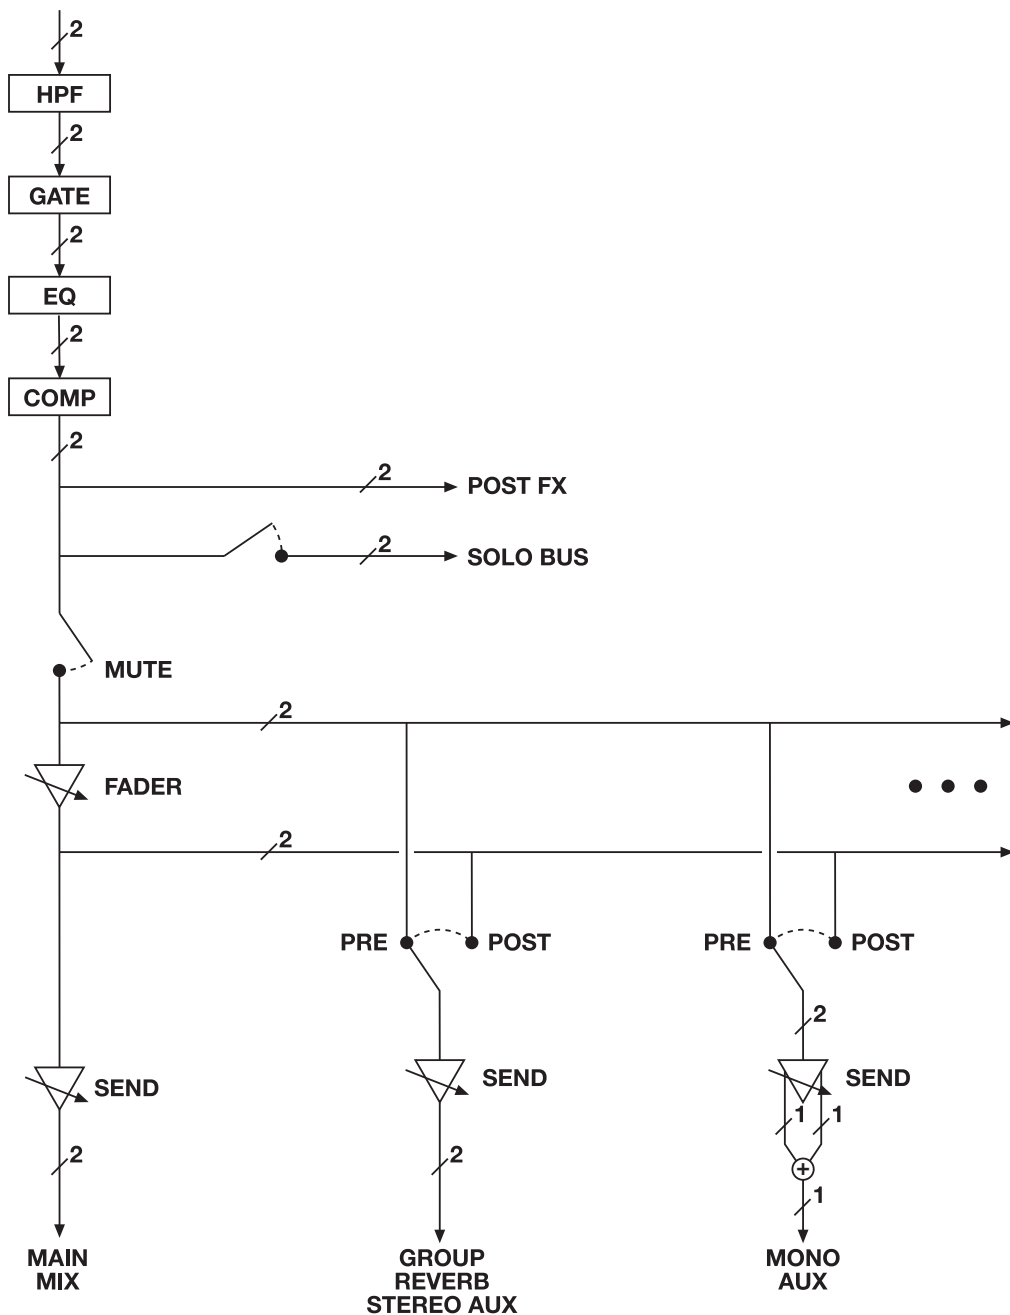 2
HPF
2
GATE
2
EQ
2
COMP
2
2
POST FX
2
SOLO BUS
MUTE
2
FADER
2
PRE
POST
PRE
POST
2
SEND
SEND
SEND
1
1
2
2
1
MAIN
MIX
GROUP
REVERB
STEREO AUX
MONO
AUX